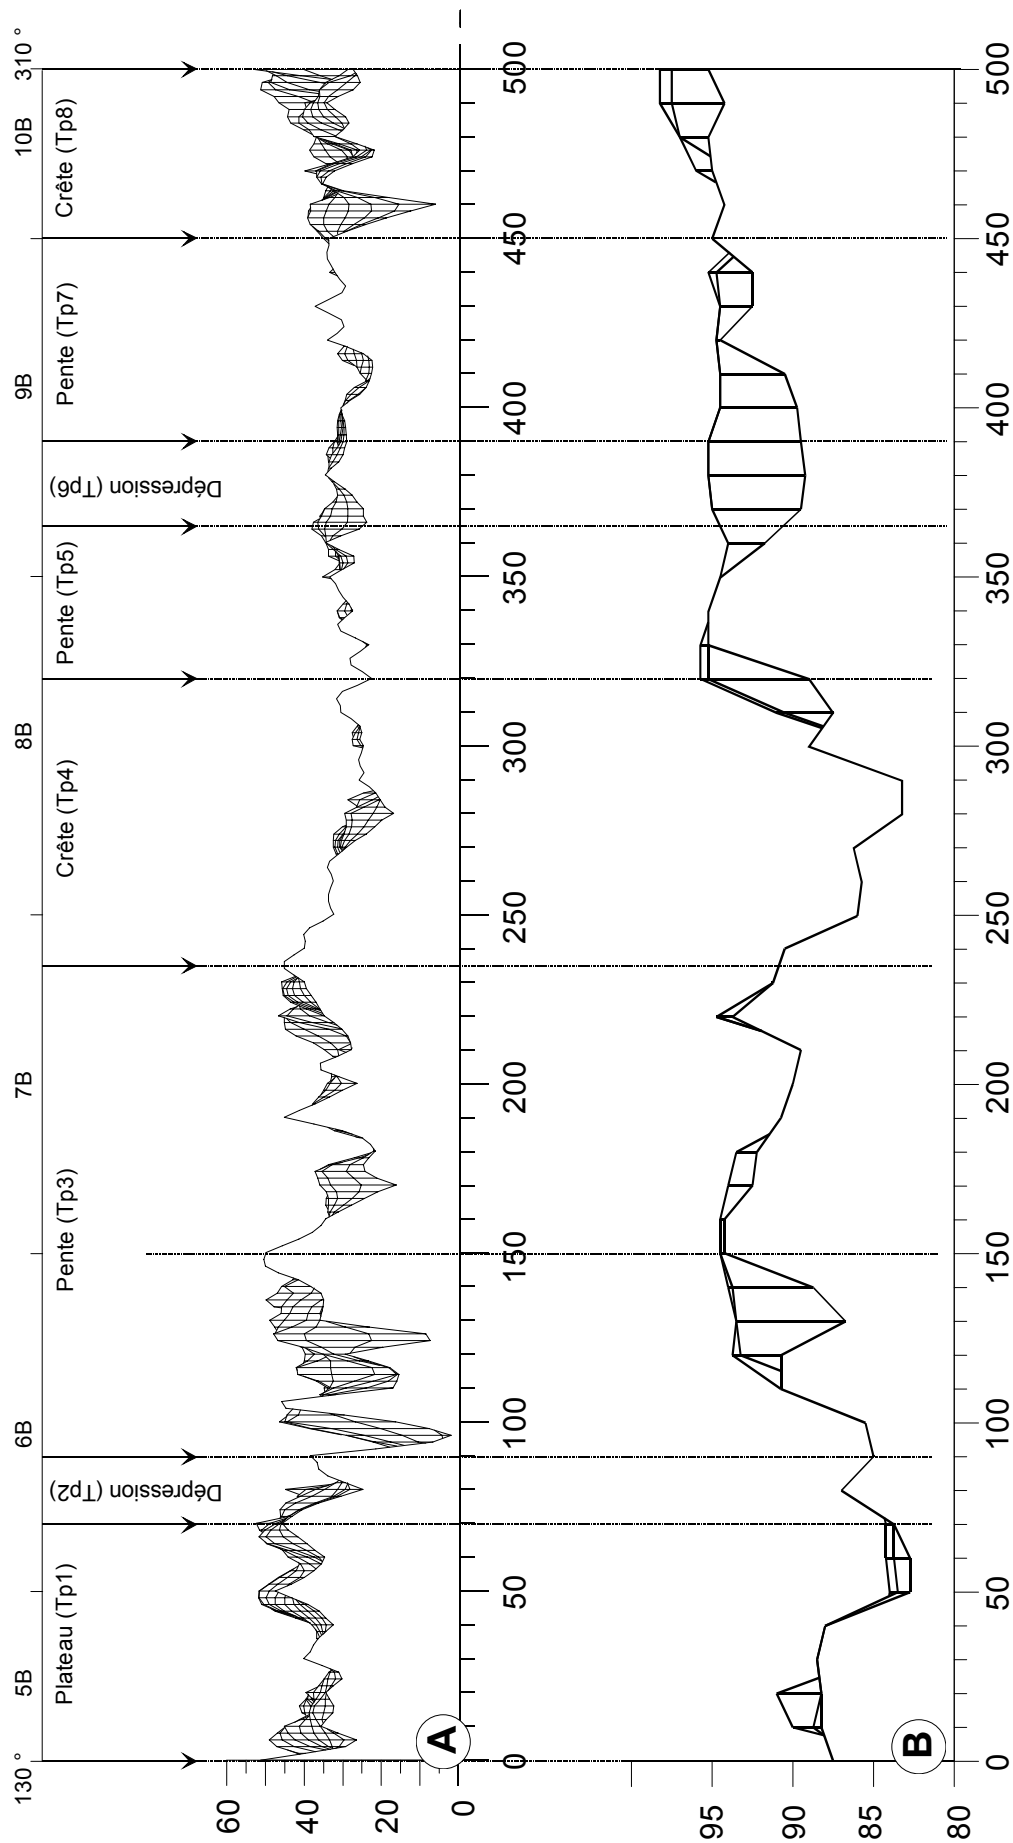 130 ° 5B 6B 7B 8B 9B 10B 310 °
Plateau (Tp1)
Dépression (Tp2)
Pente (Tp3)
Crête (Tp4)
Pente (Tp5)
Dépression (Tp6)
Pente (Tp7)
Crête (Tp8)
60
40
20
0
A
0 50 100 150 200 250 300 350 400 450 500
95
90
85
80
B
0 50 100 150 200 250 300 350 400 450 500